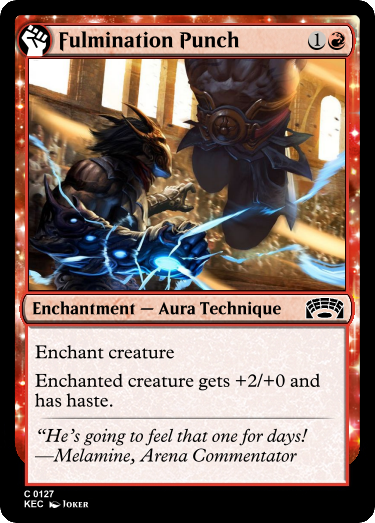 Fulmination Punch 1
Enchantment — Aura Technique
Enchant creature
Enchanted creature gets +2/+0 and
has haste.
“He's going to feel that one for days!
—Melamine, Arena Commentator
C 0127
KEC JOKER